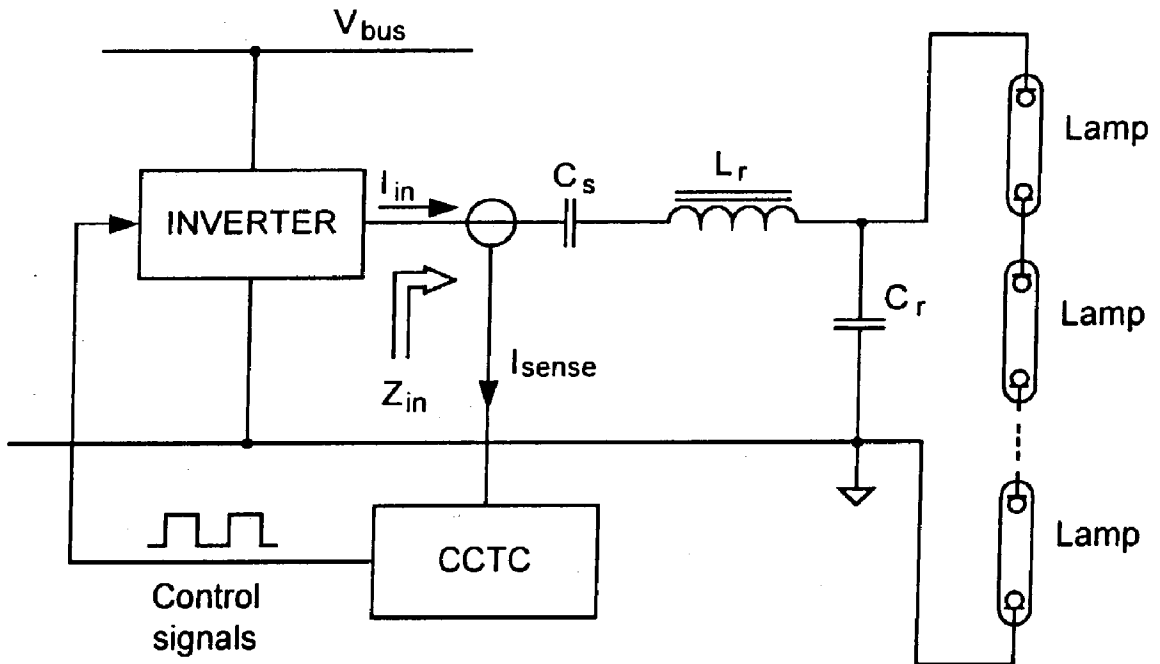 V_bus
INVERTER
I_in
C_s
L_r
C_r
Z_in
I_sense
CCTC
Control
signals
Lamp
Lamp
Lamp